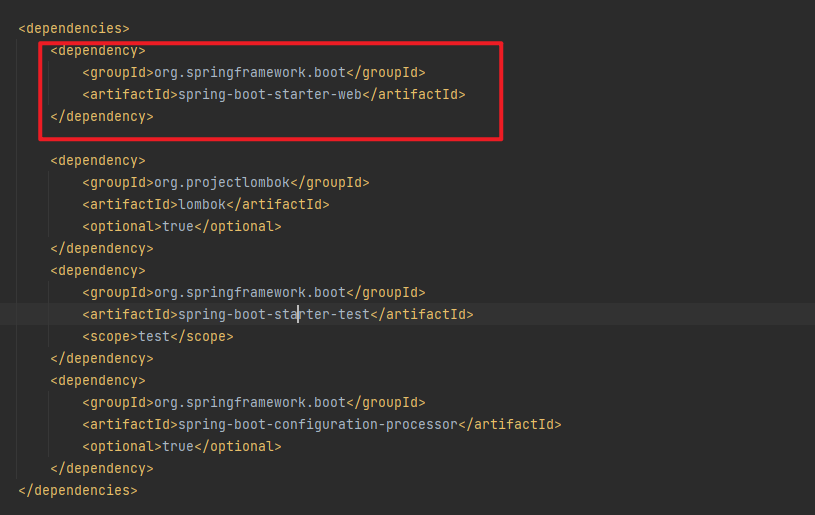 <dependencies>
<dependency>
<groupId>org.springframework.boot</groupId>
<artifactId>spring-boot-starter-web</artifactId>
</dependency>
<dependency>
<groupId>org.projectlombok</groupId>
<artifactId>lombok</artifactId>
<optional>true</optional>
</dependency>
<dependency>
<groupId>org.springframework.boot</groupId>
<artifactId>spring-boot-starter-test</artifactId>
<scope>test</scope>
</dependency>
<dependency>
<groupId>org.springframework.boot</groupId>
<artifactId>spring-boot-configuration-processor</artifactId>
<optional>true</optional>
</dependency>
</dependencies>